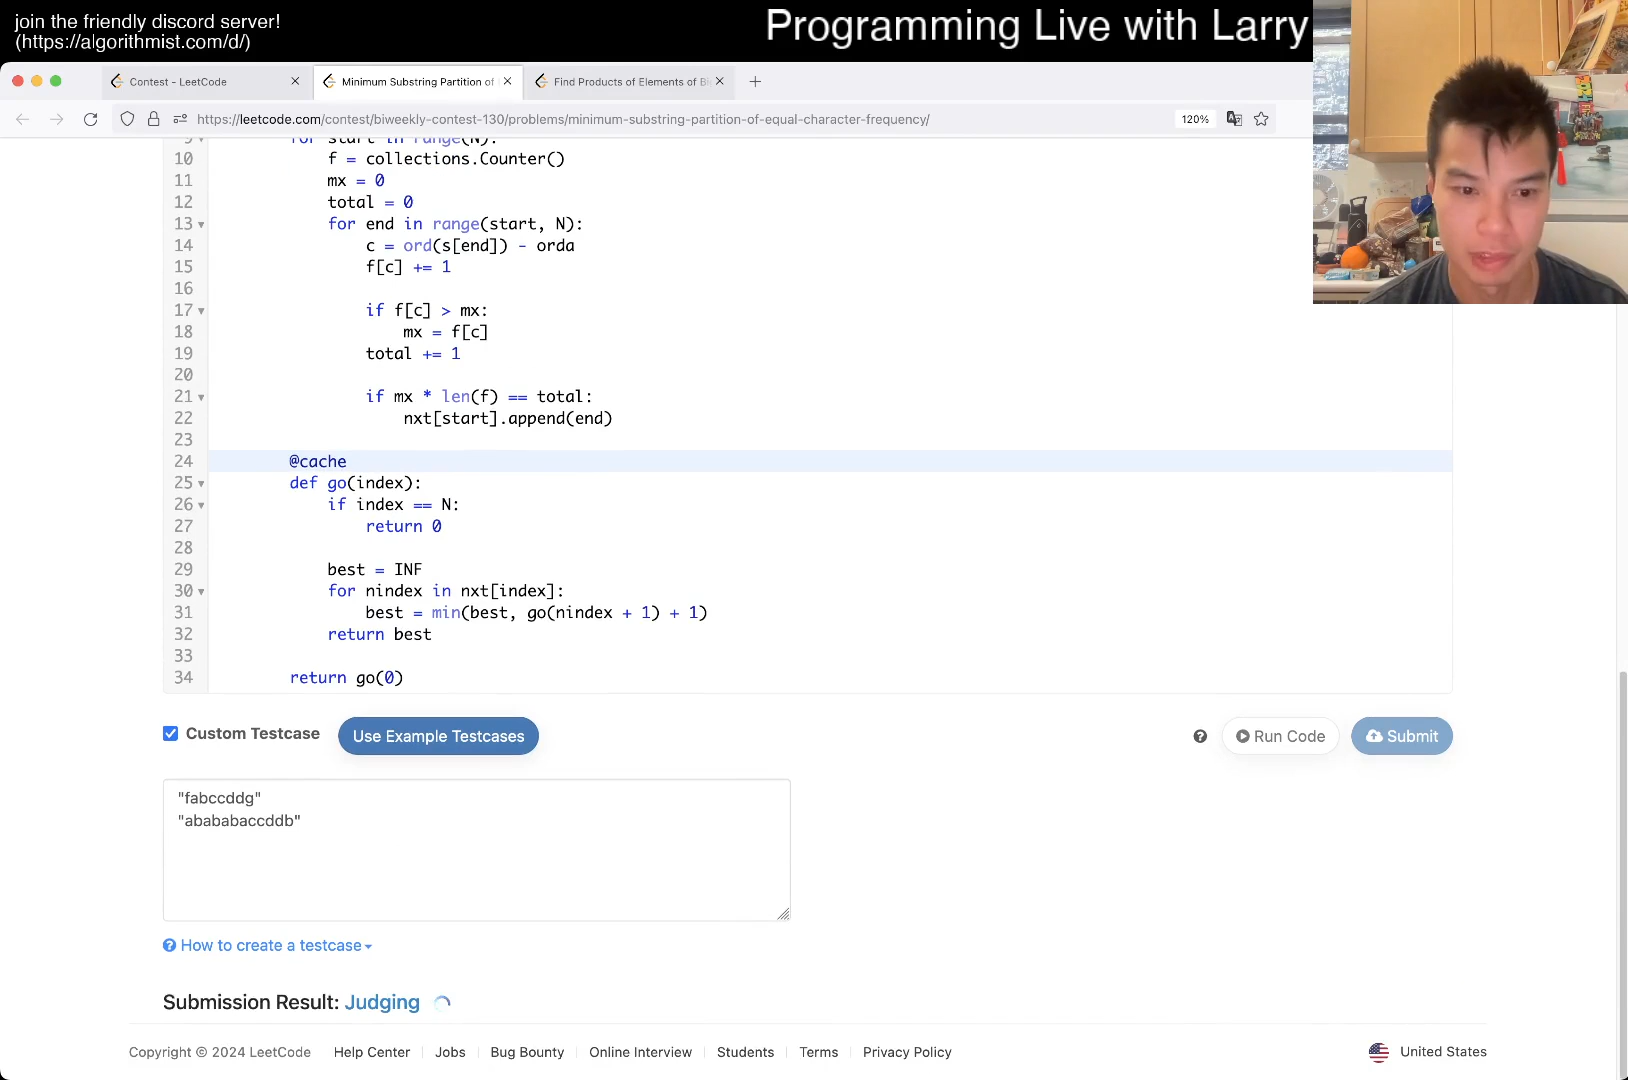 join the friendly discord server!
(https://algorithmist.com/d/)
Programming Live with Larry
Contest - LeetCode
Minimum Substring Partition of
Find Products of Elements of Bi
https://leetcode.com/contest/biweekly-contest-130/problems/minimum-substring-partition-of-equal-character-frequency/
120%
for start in range(N):
10 f = collections.Counter()
11 mx = 0
12 total = 0
13 for end in range(start, N):
14 c = ord(s[end]) - orda
15 f[c] += 1
16
17 if f[c] > mx:
18 mx = f[c]
19 total += 1
20
21 if mx * len(f) == total:
22 nxt[start].append(end)
23
24 @cache
25 def go(index):
26 if index == N:
27 return 0
28
29 best = INF
30 for nindex in nxt[index]:
31 best = min(best, go(nindex + 1) + 1)
32 return best
33
34 return go(0)
Custom Testcase
Use Example Testcases
Run Code
Submit
"fabccddg"
"abababaccddb"
How to create a testcase
Submission Result: Judging
Copyright © 2024 LeetCode
Help Center
Jobs
Bug Bounty
Online Interview
Students
Terms
Privacy Policy
United States